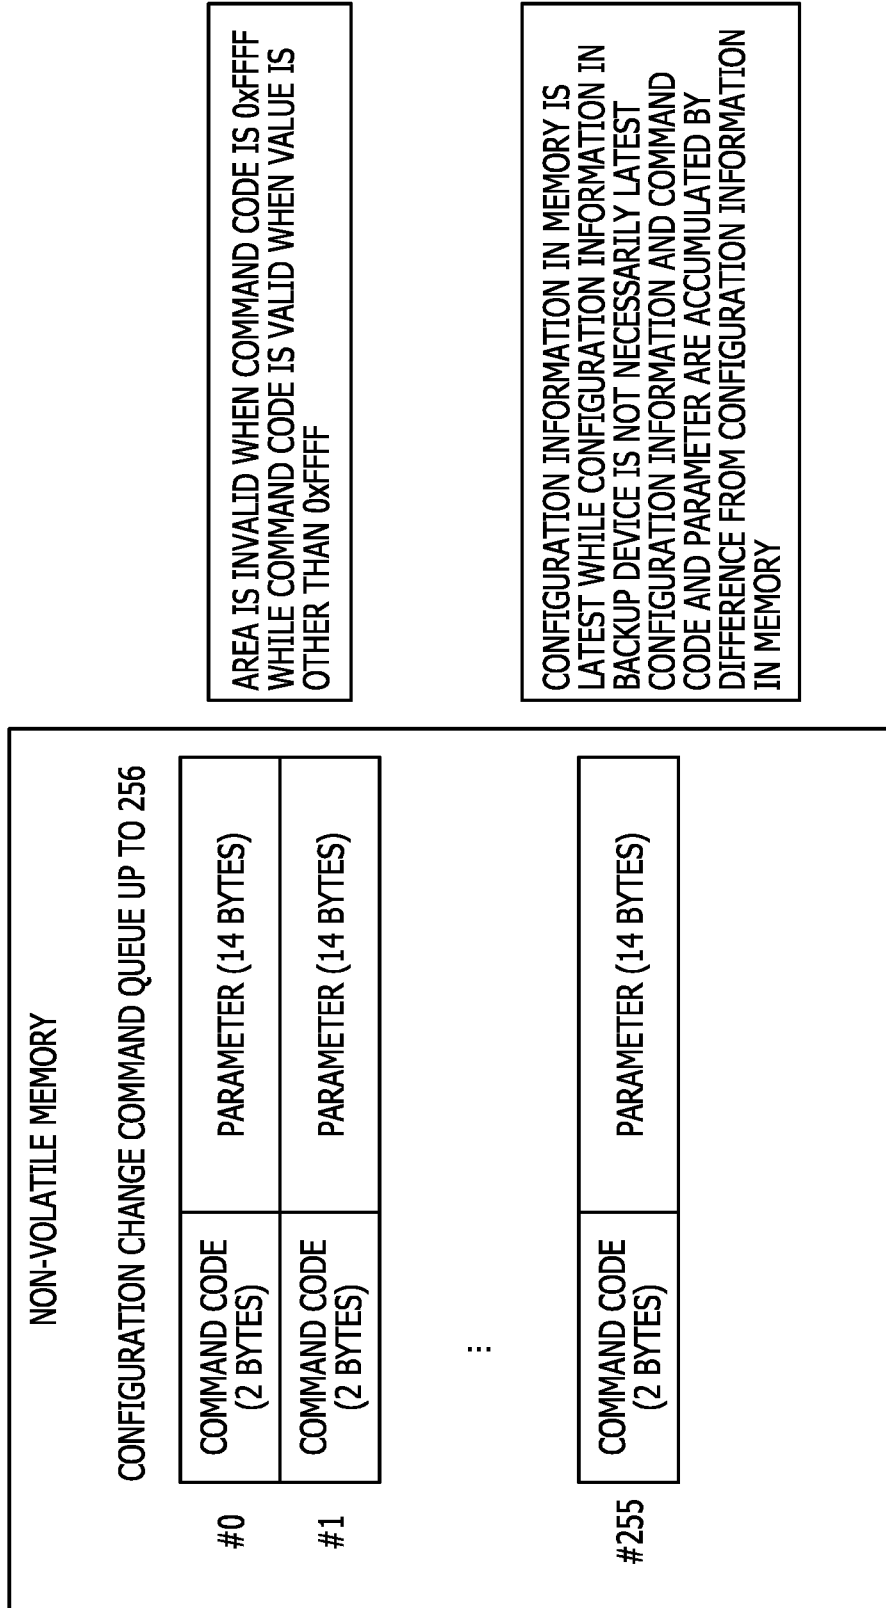 NON-VOLATILE MEMORY
CONFIGURATION CHANGE COMMAND QUEUE UP TO 256
#0
COMMAND CODE
(2 BYTES)
PARAMETER (14 BYTES)
#1
COMMAND CODE
(2 BYTES)
PARAMETER (14 BYTES)
...
#255
COMMAND CODE
(2 BYTES)
PARAMETER (14 BYTES)
AREA IS INVALID WHEN COMMAND CODE IS 0xFFFF
WHILE COMMAND CODE IS VALID WHEN VALUE IS
OTHER THAN 0xFFFF
CONFIGURATION INFORMATION IN MEMORY IS
LATEST WHILE CONFIGURATION INFORMATION IN
BACKUP DEVICE IS NOT NECESSARILY LATEST
CONFIGURATION INFORMATION AND COMMAND
CODE AND PARAMETER ARE ACCUMULATED BY
DIFFERENCE FROM CONFIGURATION INFORMATION
IN MEMORY